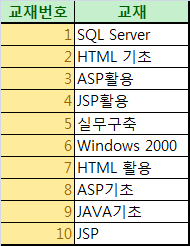 교재번호 교재
1 SQL Server
2 HTML 기초
3 ASP활용
4 JSP활용
5 실무구축
6 Windows 2000
7 HTML 활용
8 ASP기초
9 JAVA기초
10 JSP